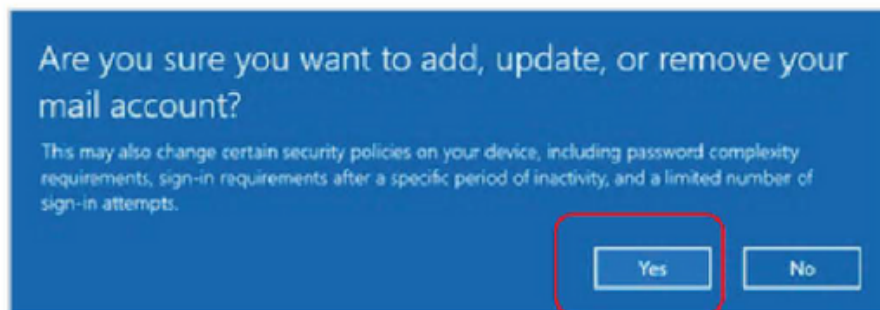 Are you sure you want to add, update, or remove your
mail account?
This may also change certain security policies on your device, including password complexity
requirements, sign-in requirements after a specific period of inactivity, and a limited number of
sign-in attempts.
Yes No